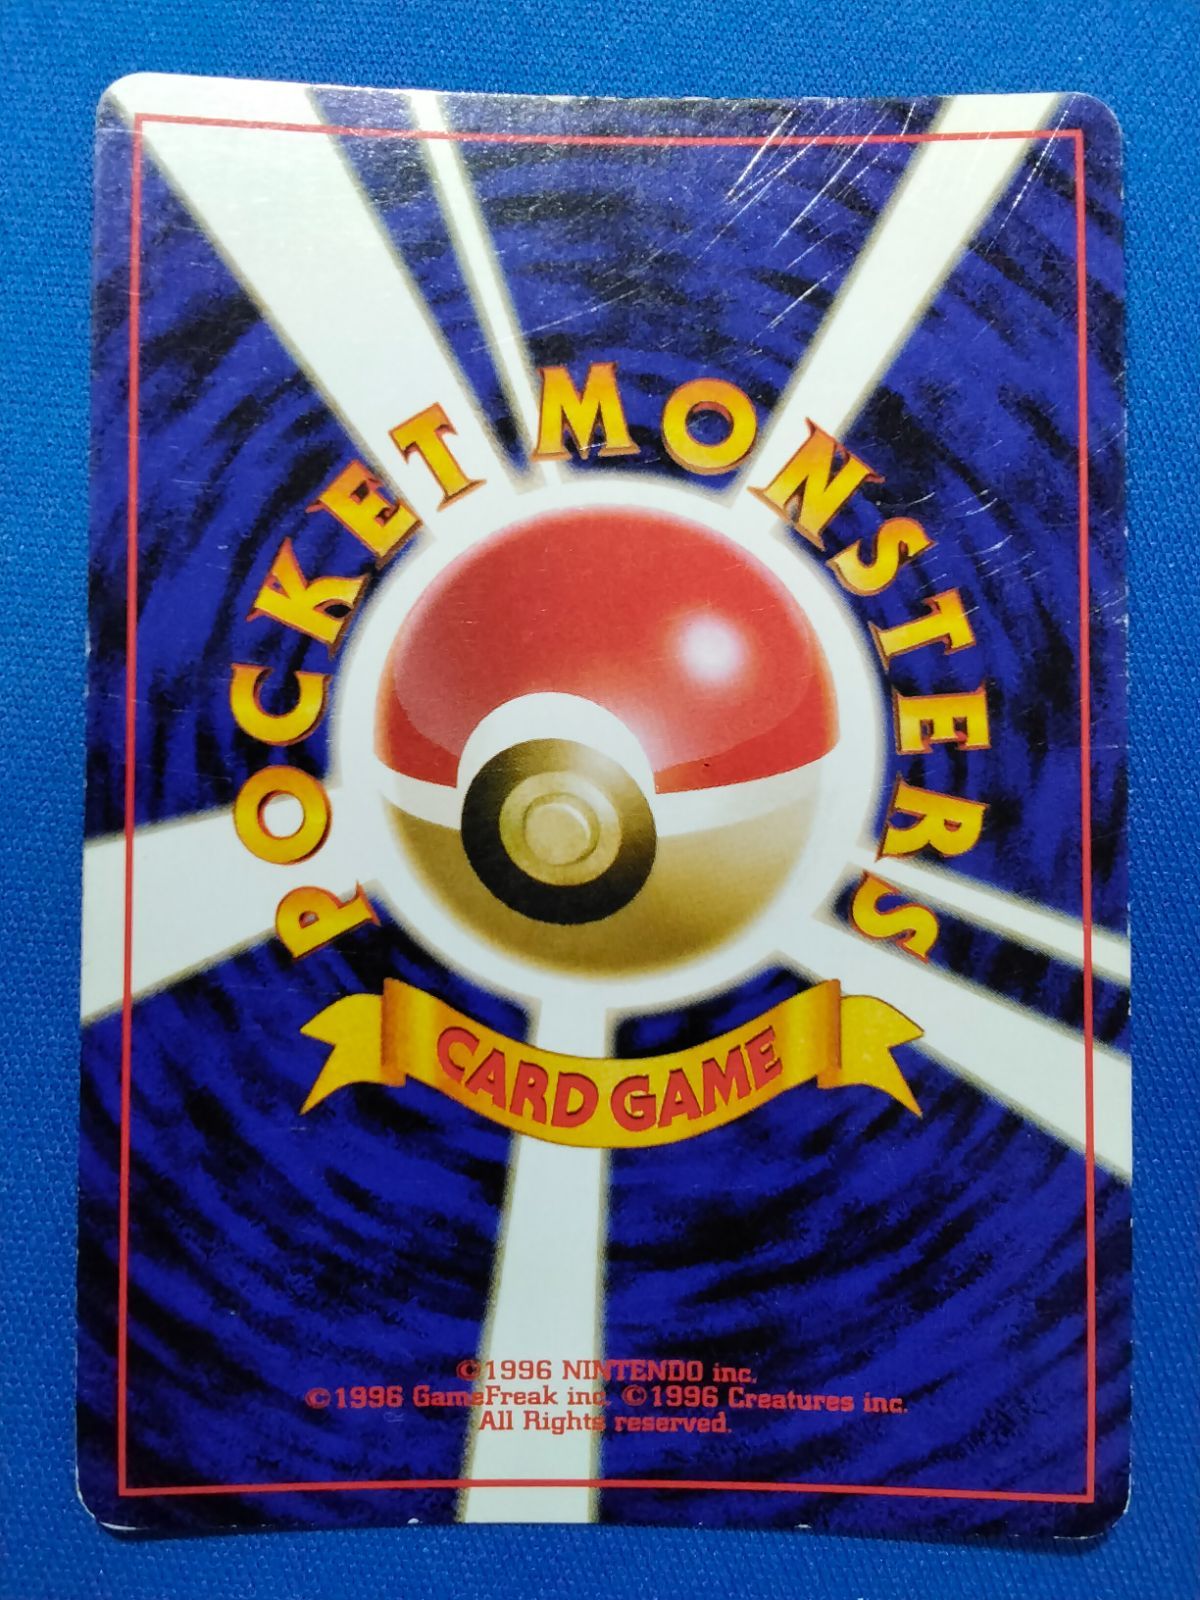 POCKET MONSTERS
CARD GAME
©1996 NINTENDO inc.
©1996 GameFreak inc. ©1996 Creatures inc.
All Rights reserved.